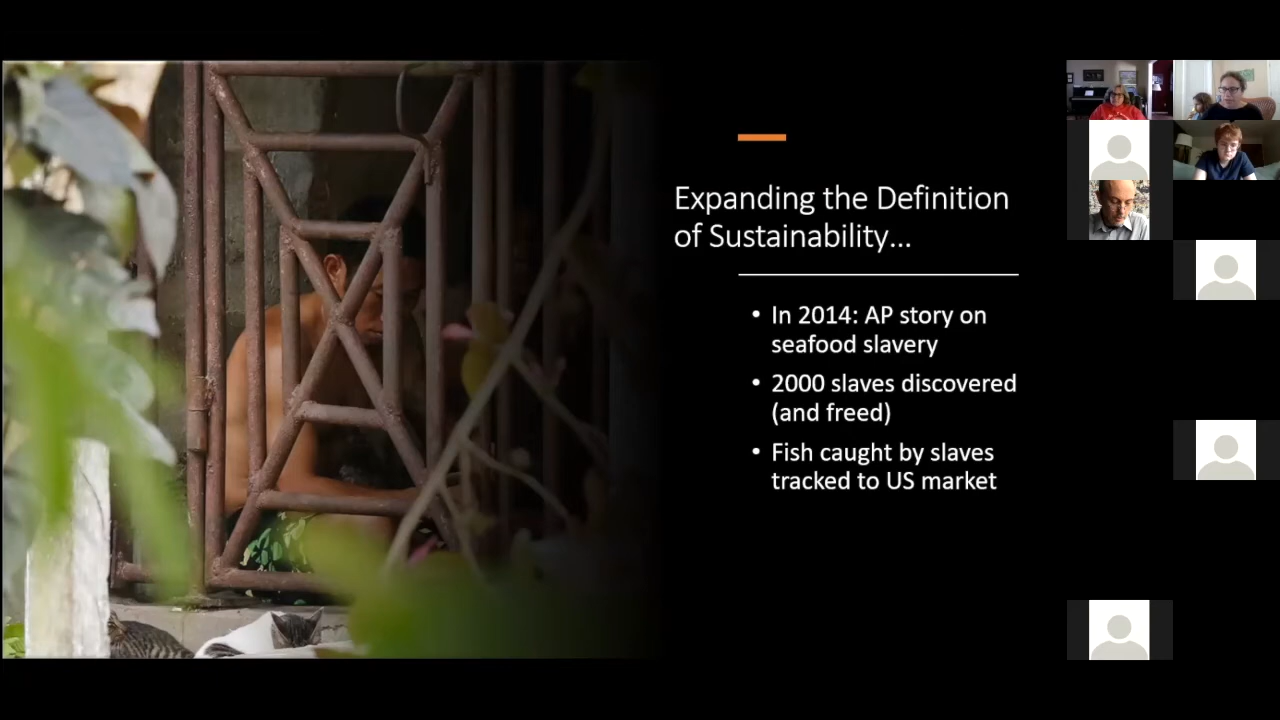 Expanding the Definition
of Sustainability...
• In 2014: AP story on
seafood slavery
• 2000 slaves discovered
(and freed)
• Fish caught by slaves
tracked to US market